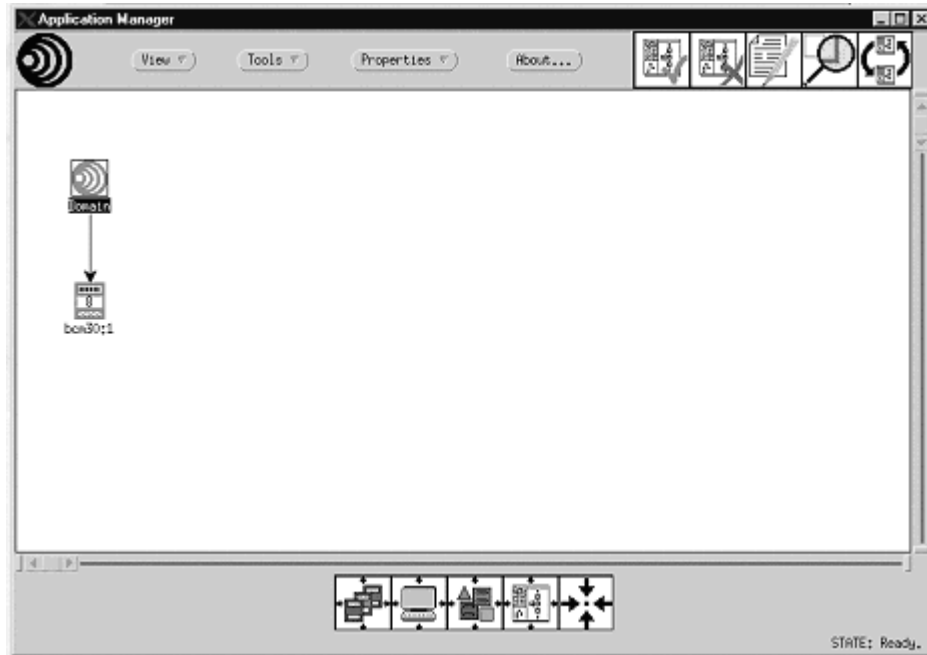 Application Manager
View
Tools
Properties
About...
Domain
bcm30:1
STATE: Ready.